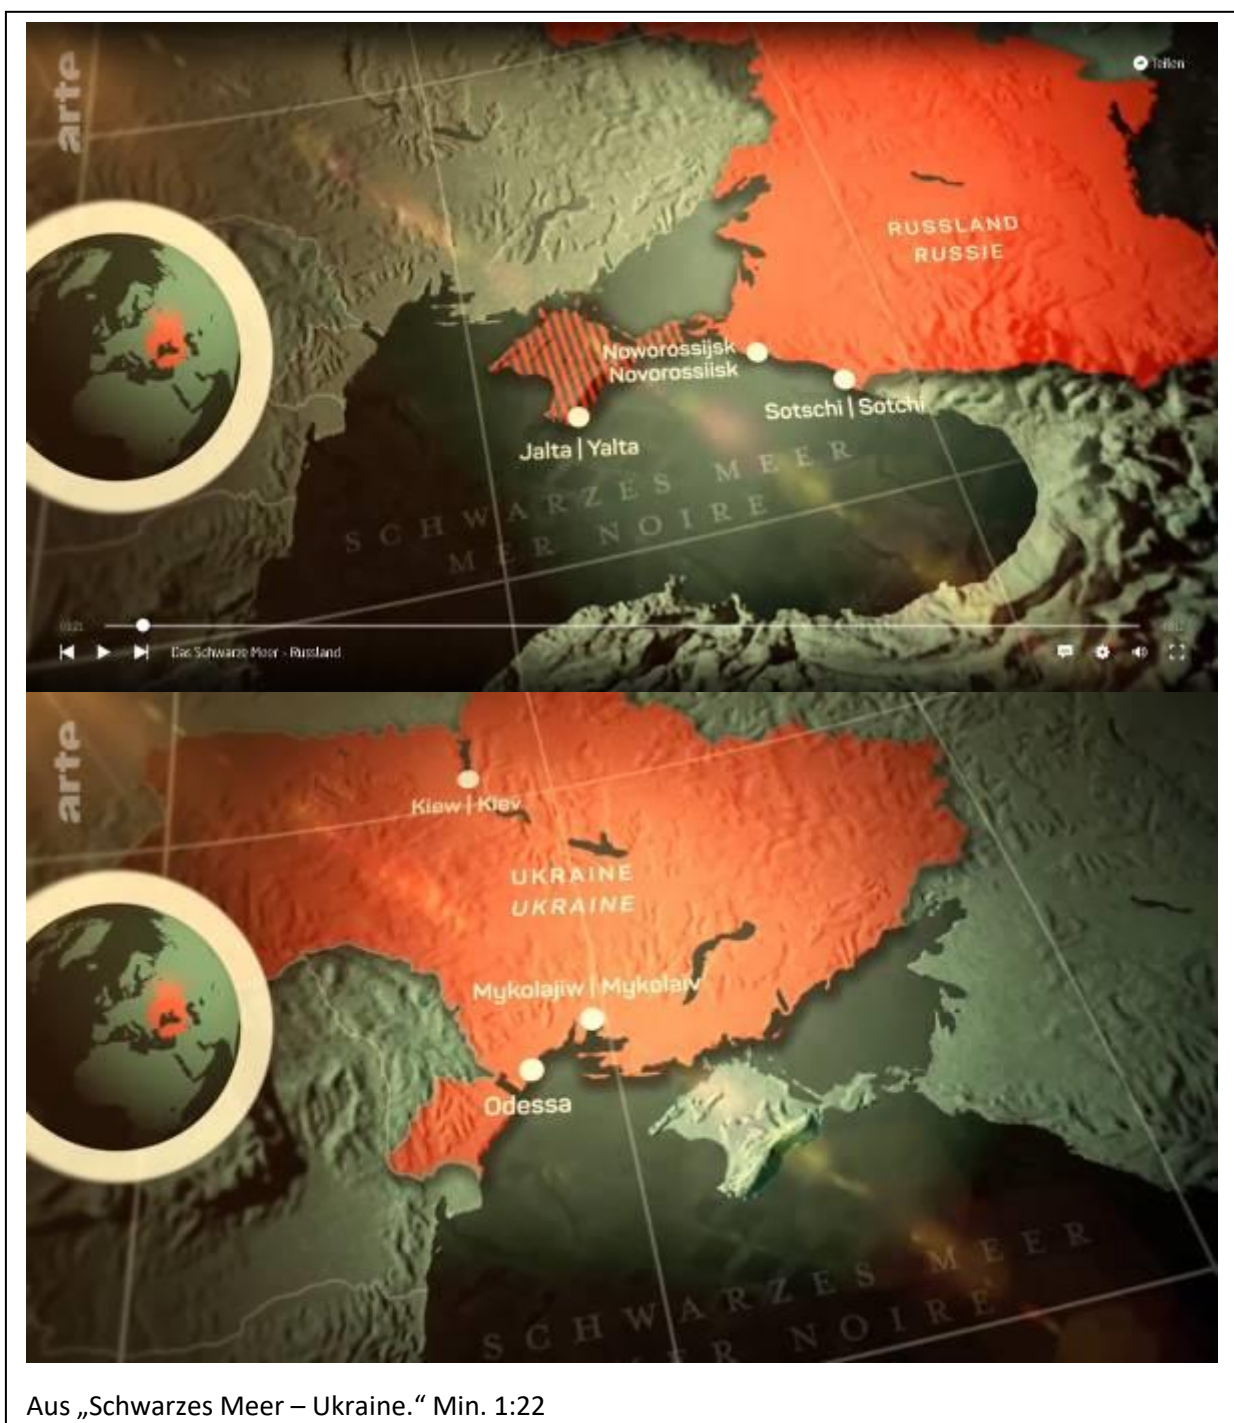 arte
Teilen
RUSSLAND
RUSSIE
Noworossijsk
Novorossiisk
Sotschi | Sotchi
Jalta | Yalta
SCHWARZES MEER
MER NOIRE
Das Schwarze Meer - Russland
arte
Kiew | Kiev
UKRAINE
UKRAINE
Mykolajiw | Mykolaiv
Odessa
SCHWARZES MEER
MER NOIRE
Aus „Schwarzes Meer – Ukraine.“ Min. 1:22